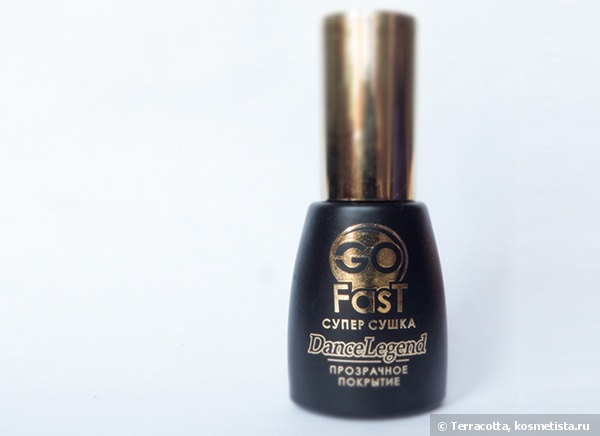 GO
FasT
СУПЕР СУШКА
DanceLegend
ПРОЗРАЧНОЕ
ПОКРЫТИЕ
© Terracotta, kosmetista.ru